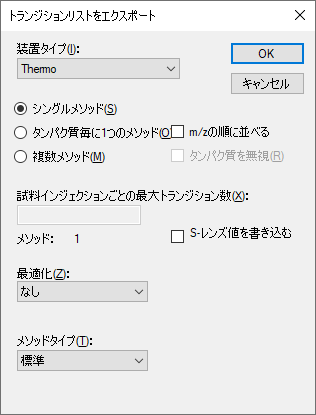 トランジションリストをエクスポート
装置タイプ(I):
Thermo
OK
キャンセル
シングルメソッド(S)
タンパク質毎に1つのメソッド(O
m/zの順に並べる
複数メソッド(M)
タンパク質を無視(R)
試料インジェクションごとの最大トランジション数(X):
メソッド: 1
S-レンズ値を書き込む
最適化(Z):
なし
メソッドタイプ(T):
標準